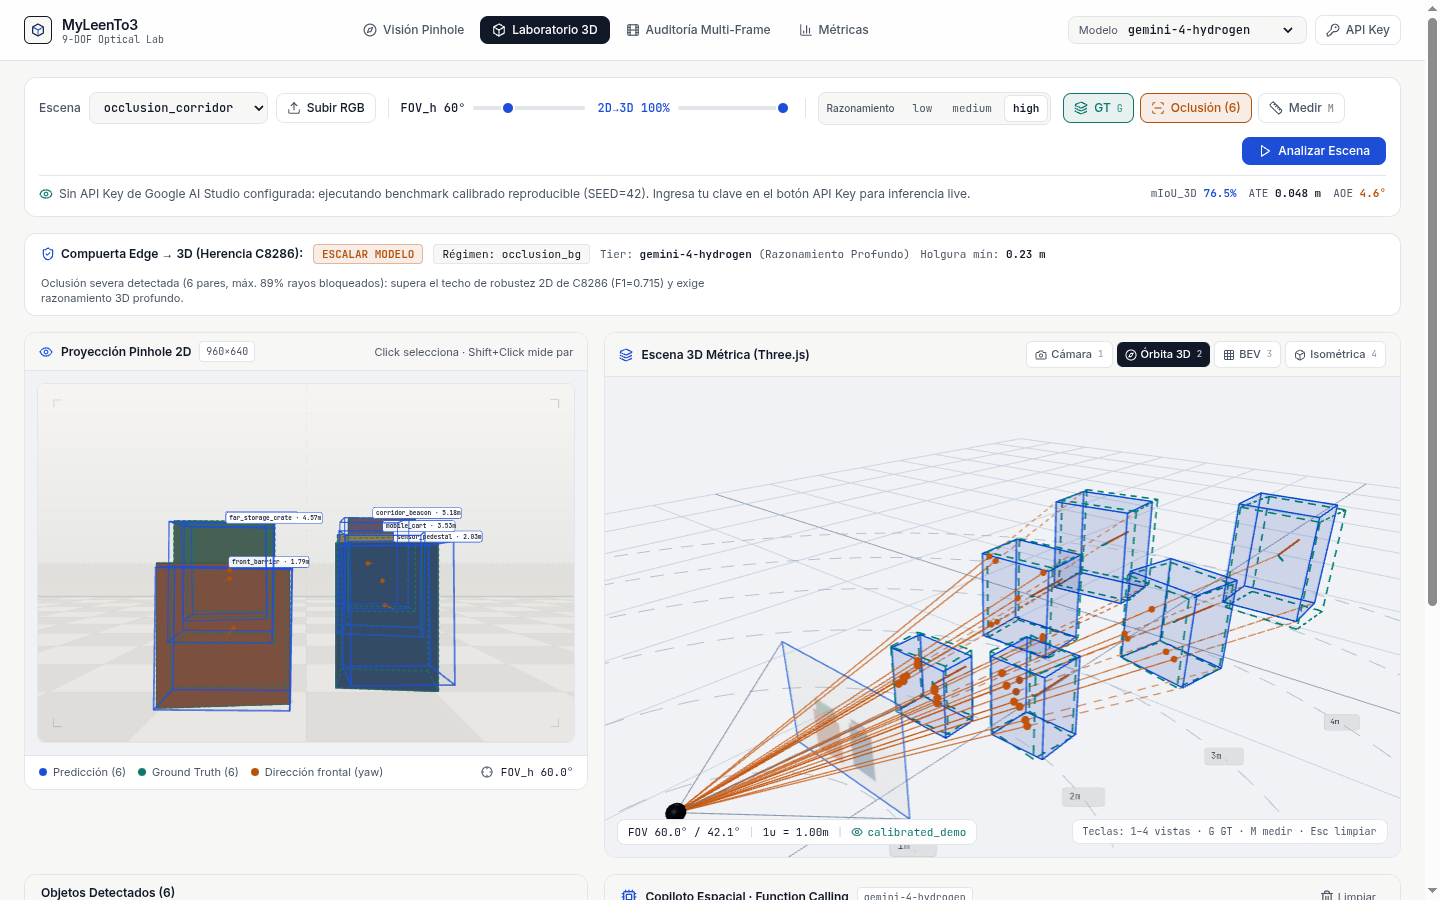 MyLeenTo3
9-DOF Optical Lab
Visión Pinhole
Laboratorio 3D
Auditoría Multi-Frame
Métricas
Modelo gemini-4-hydrogen
API Key
Escena occlusion_corridor
Subir RGB
FOV_h 60°
2D→3D 100%
Razonamiento low medium high
GT G
Oclusión (6)
Medir M
Analizar Escena
Sin API Key de Google AI Studio configurada: ejecutando benchmark calibrado reproducible (SEED=42). Ingresa tu clave en el botón API Key para inferencia live.
mIoU_3D 76.5% ATE 0.048 m AOE 4.6°
Compuerta Edge → 3D (Herencia C8286): ESCALAR MODELO Régimen: occlusion_bg Tier: gemini-4-hydrogen (Razonamiento Profundo) Holgura mín: 0.23 m
Oclusión severa detectada (6 pares, máx. 89% rayos bloqueados): supera el techo de robustez 2D de C8286 (F1=0.715) y exige
razonamiento 3D profundo.
Proyección Pinhole 2D 960×640
Click selecciona · Shift+Click mide par
far_storage_crate · 4.57m
corridor_beacon · 5.18m
mobile_cart · 3.53m
sensor_pedestal · 2.03m
front_barrier · 1.79m
Predicción (6) Ground Truth (6) Dirección frontal (yaw)
FOV_h 60.0°
Escena 3D Métrica (Three.js)
Cámara 1
Órbita 3D 2
BEV 3
Isométrica 4
4m
3m
2m
1m
FOV 60.0° / 42.1° 1u = 1.00m calibrated_demo
Teclas: 1-4 vistas · G GT · M medir · Esc limpiar
Objetos Detectados (6)
Copiloto Espacial · Function Calling gemini-4-hydrogen
Limpiar